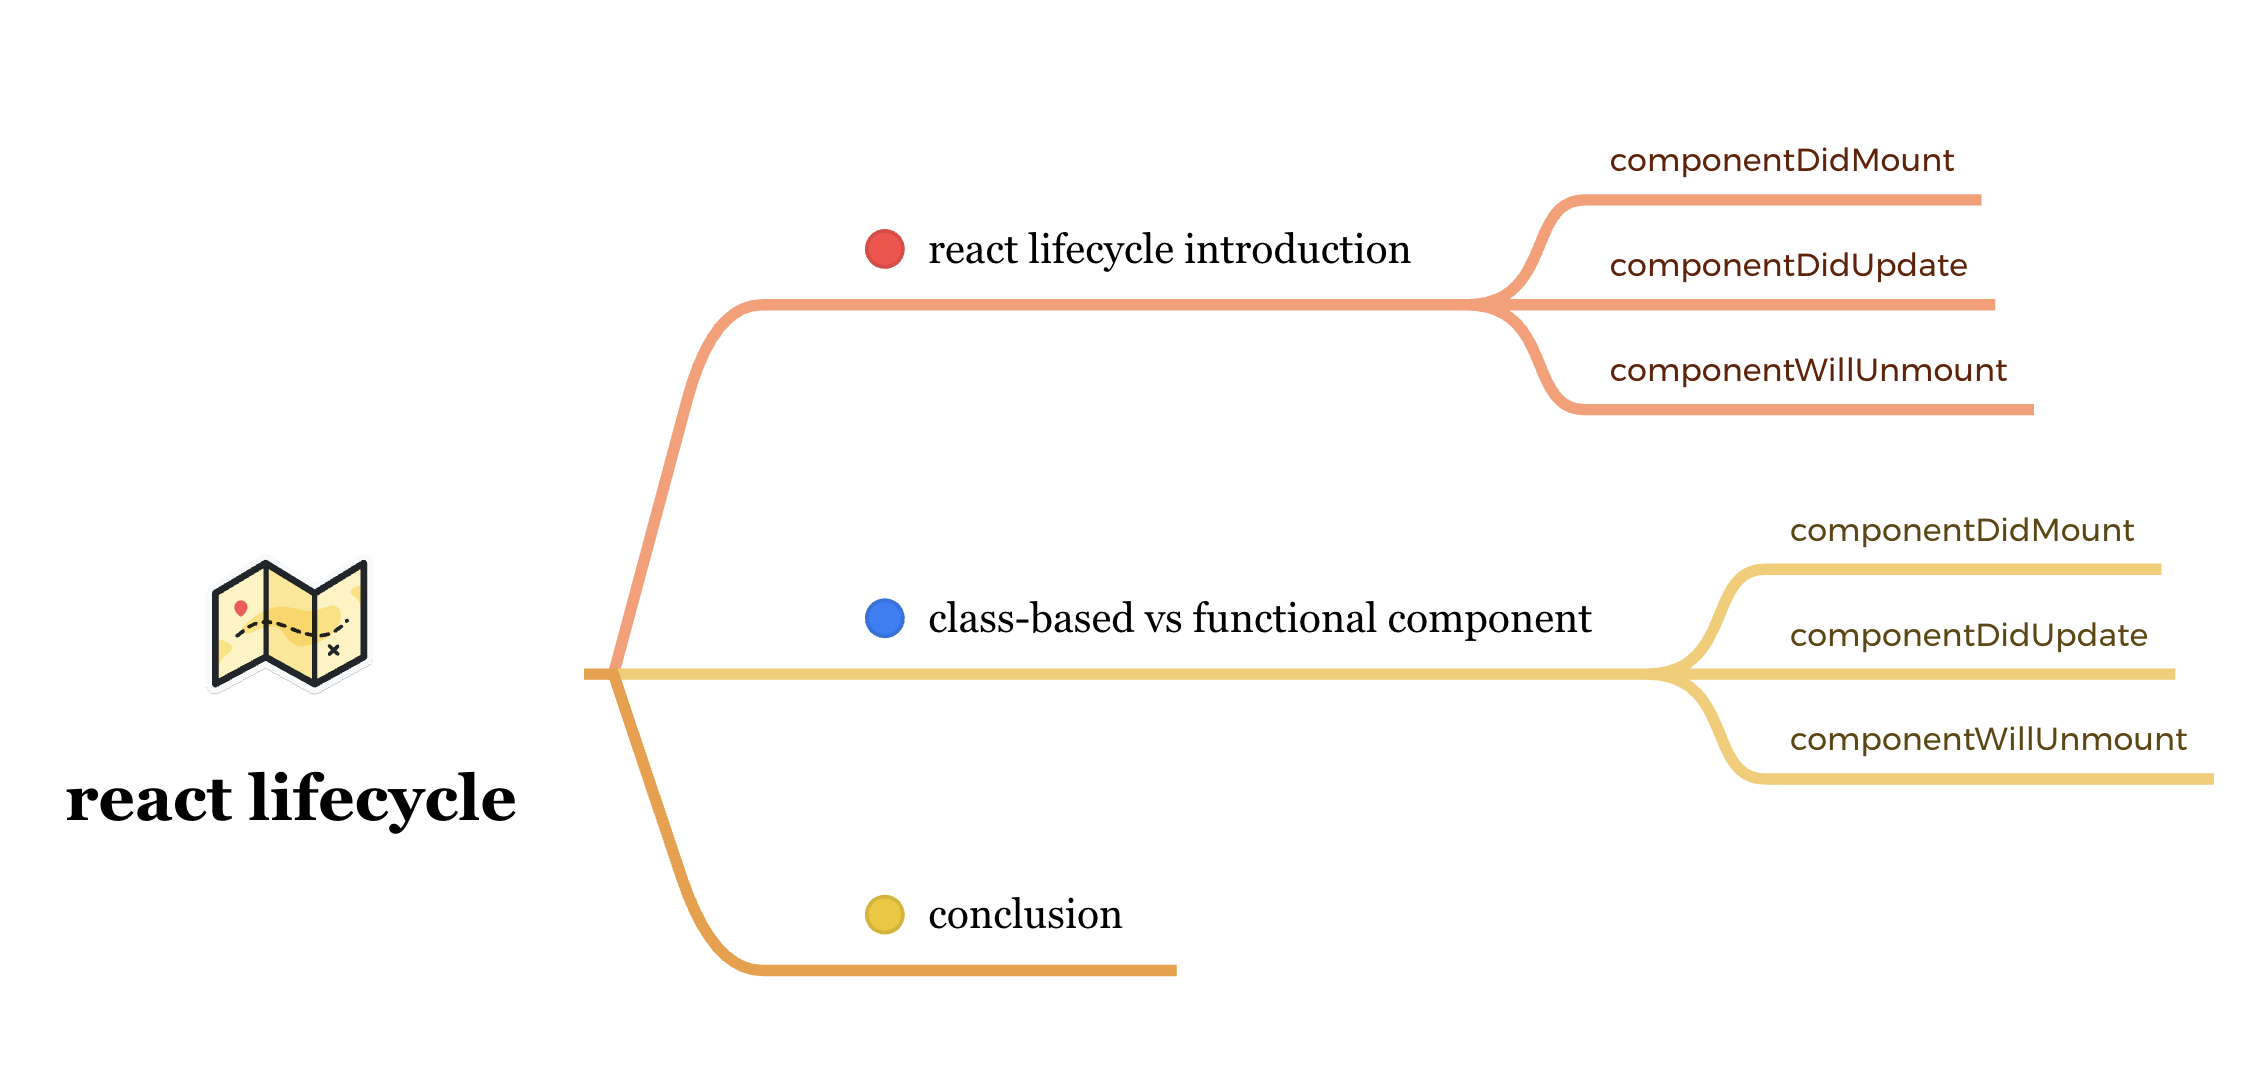 react lifecycle
react lifecycle introduction
componentDidMount
componentDidUpdate
componentWillUnmount
class-based vs functional component
componentDidMount
componentDidUpdate
componentWillUnmount
conclusion